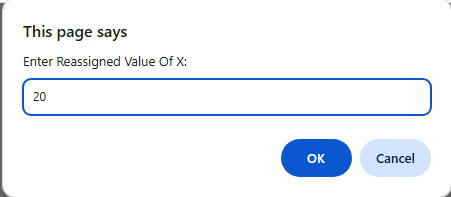 This page says
Enter Reassigned Value Of X:
20
OK
Cancel